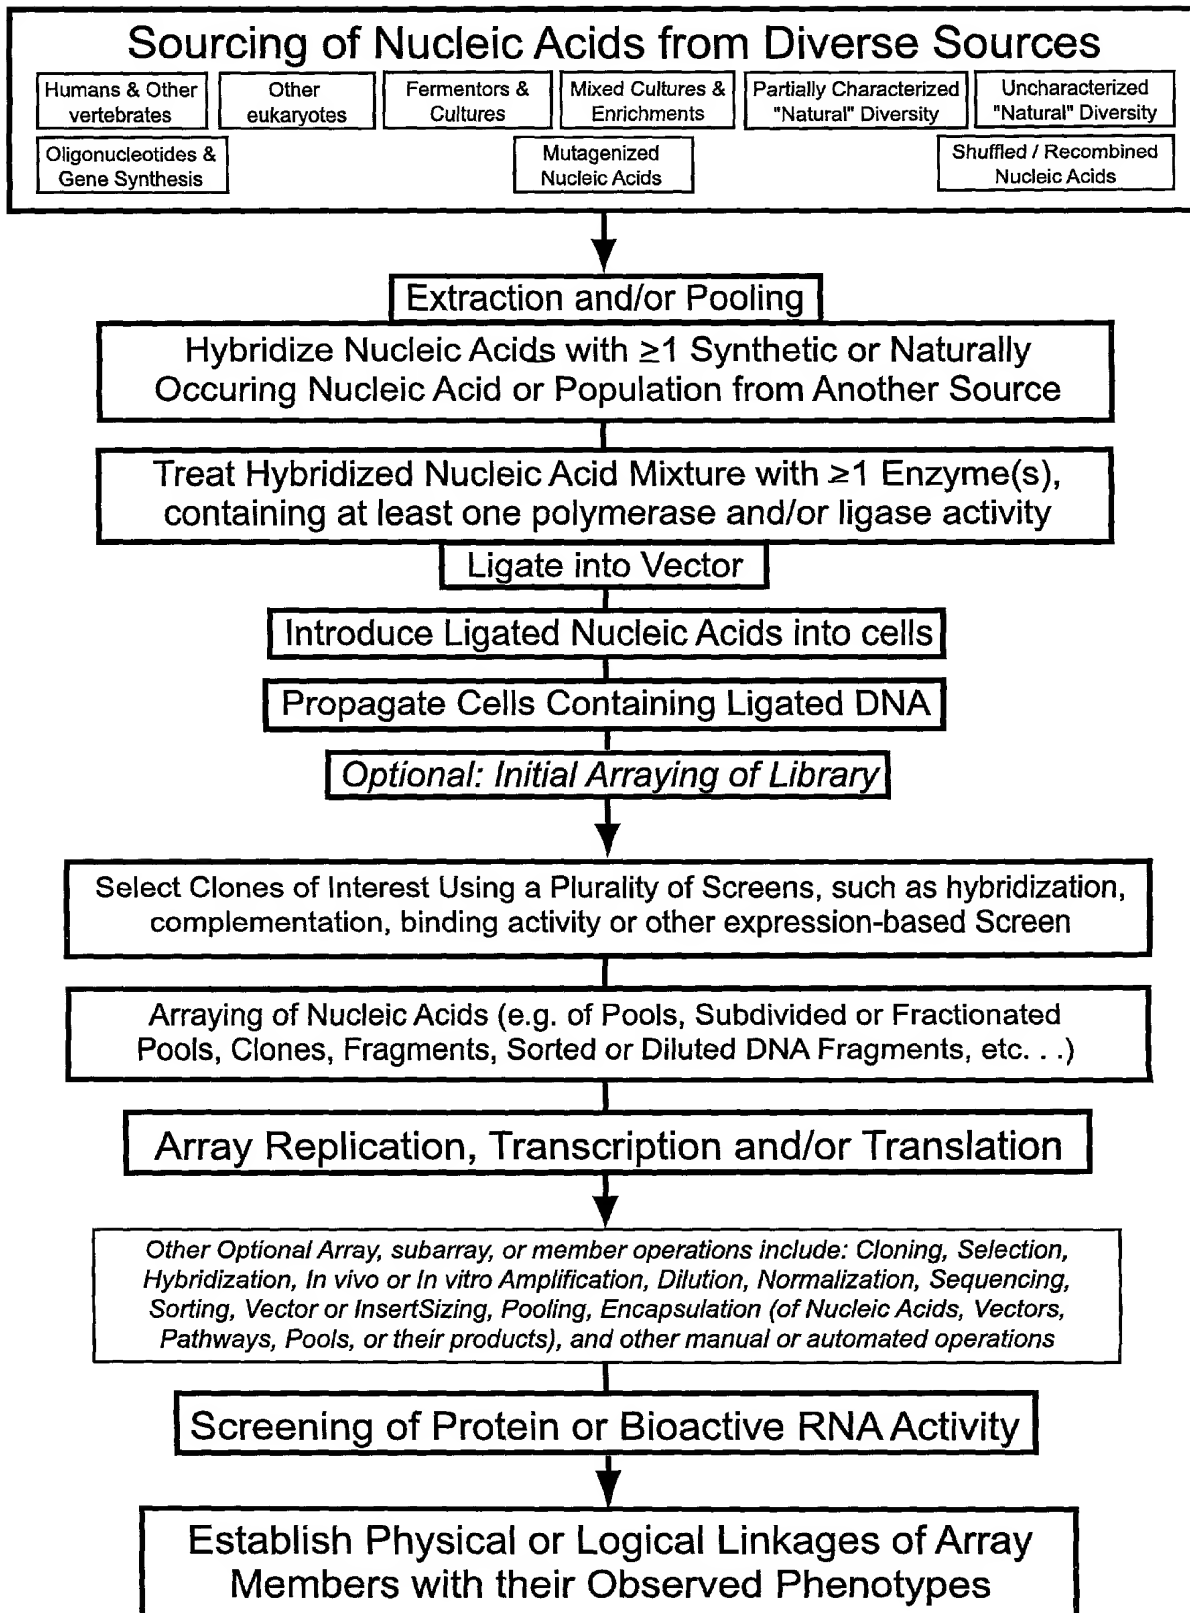 Sourcing of Nucleic Acids from Diverse Sources
Humans & Other
vertebrates
Other
eukaryotes
Fermentors &
Cultures
Mixed Cultures &
Enrichments
Partially Characterized
"Natural" Diversity
Uncharacterized
"Natural" Diversity
Oligonucleotides &
Gene Synthesis
Mutagenized
Nucleic Acids
Shuffled / Recombined
Nucleic Acids
Extraction and/or Pooling
Hybridize Nucleic Acids with ≥1 Synthetic or Naturally
Occuring Nucleic Acid or Population from Another Source
Treat Hybridized Nucleic Acid Mixture with ≥1 Enzyme(s),
containing at least one polymerase and/or ligase activity
Ligate into Vector
Introduce Ligated Nucleic Acids into cells
Propagate Cells Containing Ligated DNA
Optional: Initial Arraying of Library
Select Clones of Interest Using a Plurality of Screens, such as hybridization,
complementation, binding activity or other expression-based Screen
Arraying of Nucleic Acids (e.g. of Pools, Subdivided or Fractionated
Pools, Clones, Fragments, Sorted or Diluted DNA Fragments, etc. . .)
Array Replication, Transcription and/or Translation
Other Optional Array, subarray, or member operations include: Cloning, Selection,
Hybridization, In vivo or In vitro Amplification, Dilution, Normalization, Sequencing,
Sorting, Vector or InsertSizing, Pooling, Encapsulation (of Nucleic Acids, Vectors,
Pathways, Pools, or their products), and other manual or automated operations
Screening of Protein or Bioactive RNA Activity
Establish Physical or Logical Linkages of Array
Members with their Observed Phenotypes